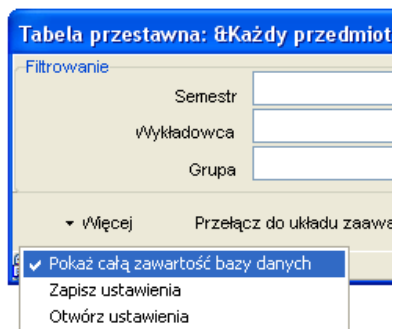 Tabela przestawna: &Każdy przedmiot
Filtrowanie
Semestr
Wykładowca
Grupa
Więcej Przełącz do układu zaawa
Pokaż całą zawartość bazy danych
Zapisz ustawienia
Otwórz ustawienia